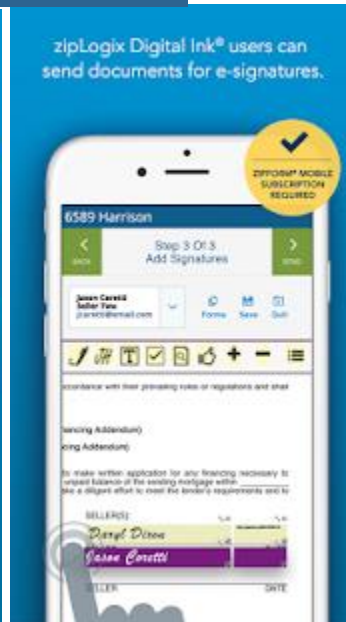 zipLogix Digital Ink® users can
send documents for e-signatures.
ZIPFORM® MOBILE
SUBSCRIPTION
REQUIRED
6589 Harrison
BACK
Step 3 Of 3
Add Signatures
SEND
Jason Coretti
Seller Two
jcoretti@email.com
Forms
Save
Quit
T
accordance with their prevailing rules or regulations and shall
ancing Addendum)
cing Addendum)
to make written application for any financing necessary to
unpaid balance of the existing mortgage within
ake a diligent effort to meet the lender's requirements and to
SELLER(S):
Daryl Dixon
Jason Coretti
SELLER
DATE